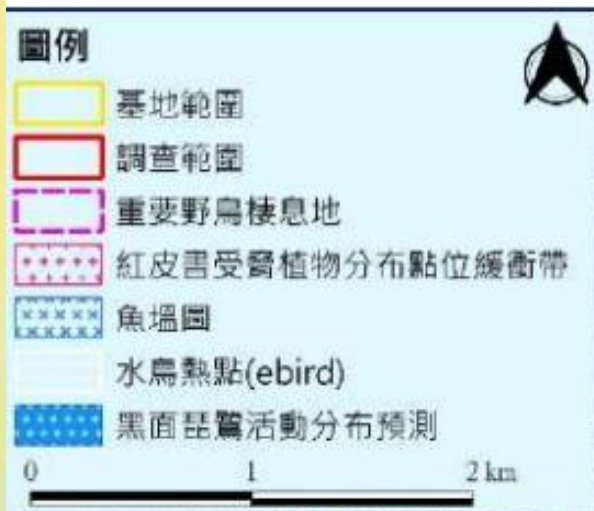 圖例
基地範圍
調查範圍
重要野鳥棲息地
紅皮書受脅植物分布點位緩衝帶
魚塭圖
水鳥熱點(ebird)
黑面琵鷺活動分布預測
0 1 2 km